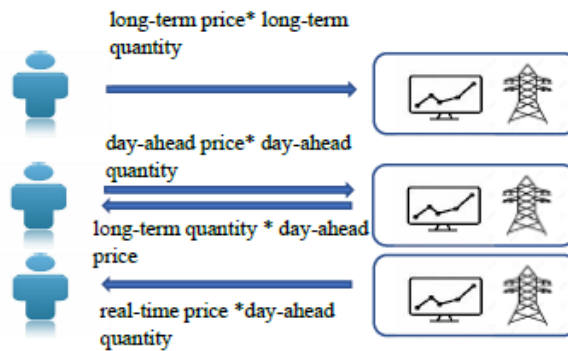 long-term price* long-term
quantity
day-ahead price* day-ahead
quantity
long-term quantity * day-ahead
price
real-time price *day-ahead
quantity